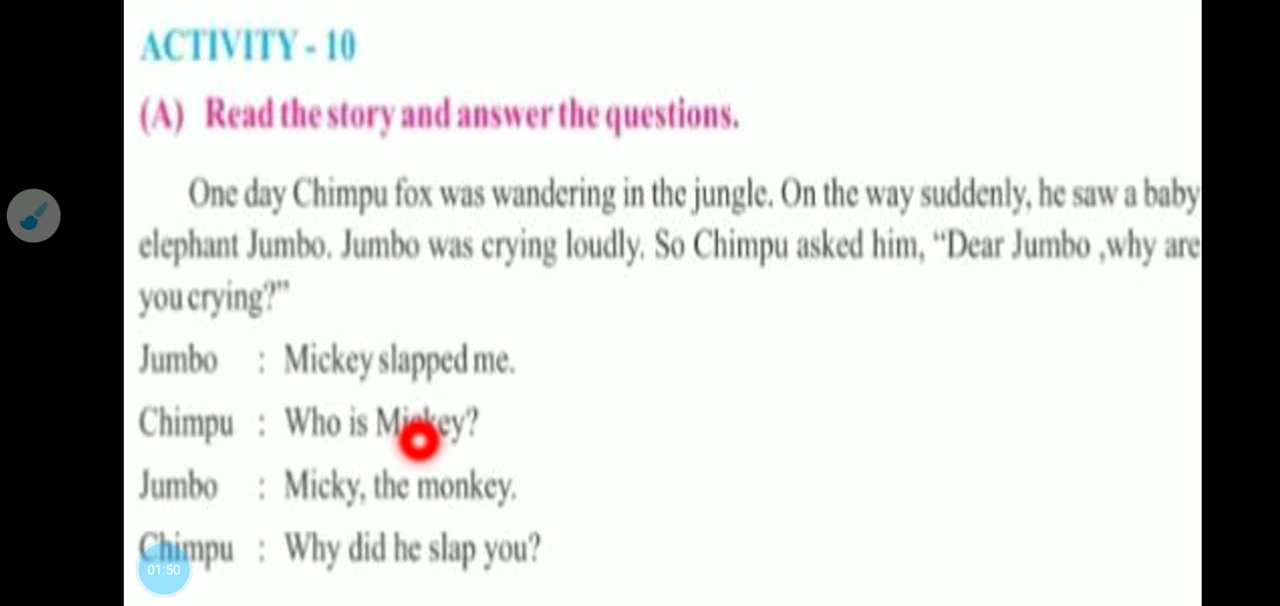 ACTIVITY - 10
(A) Read the story and answer the questions.
One day Chimpu fox was wandering in the jungle. On the way suddenly, he saw a baby
elephant Jumbo. Jumbo was crying loudly. So Chimpu asked him, “Dear Jumbo ,why are
you crying?”
Jumbo : Mickey slapped me.
Chimpu : Who is Mickey?
Jumbo : Micky, the monkey.
Chimpu : Why did he slap you?
01:50